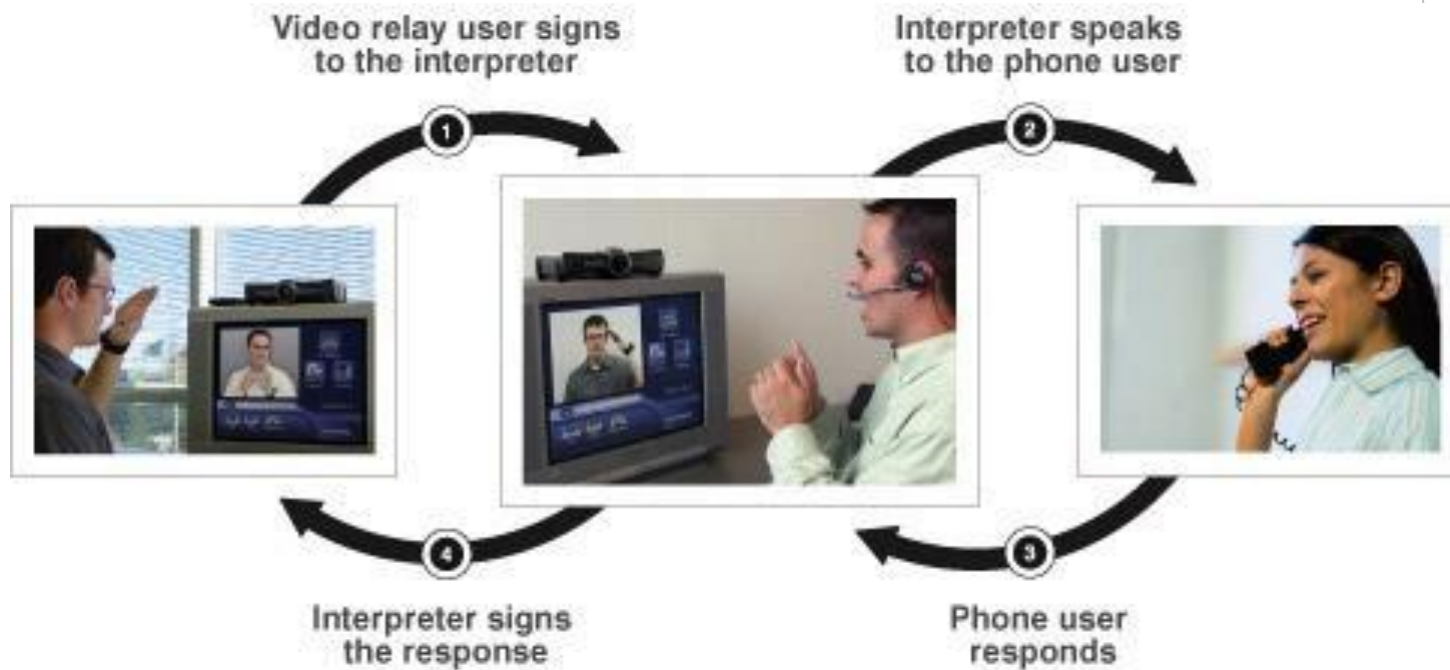 Video relay user signs
to the interpreter
1
Interpreter speaks
to the phone user
2
3
Phone user
responds
4
Interpreter signs
the response